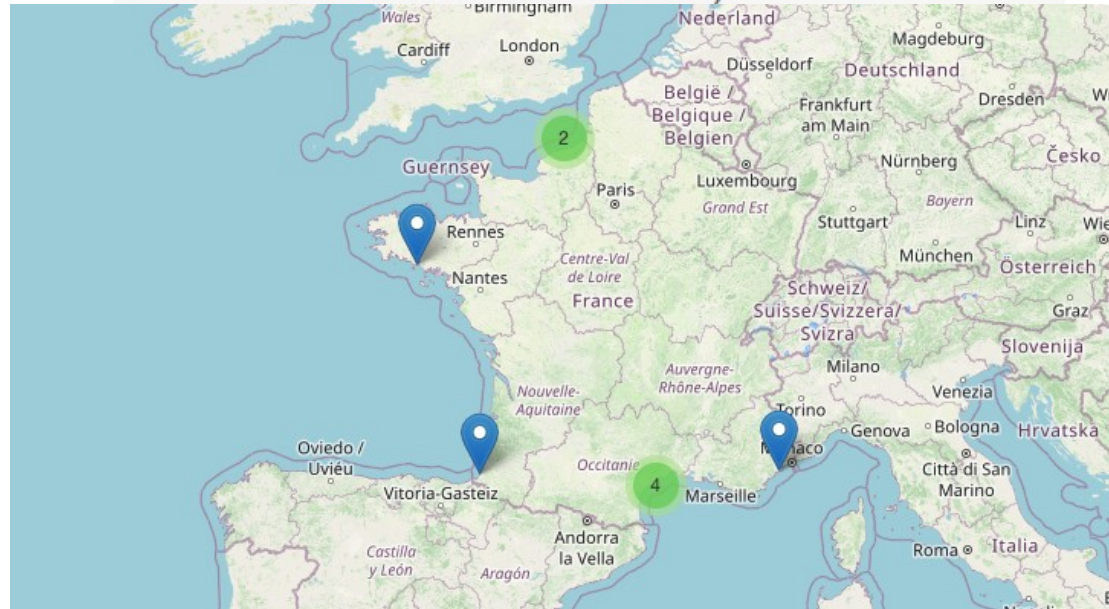 Birmingham
Wales
Cardiff
London
Nederland
Magdeburg
Düsseldorf
Deutschland
België /
Belgique /
Belgien
Frankfurt
am Main
Dresden
2
Guernsey
Luxembourg
Nürnberg
Česko
Paris
Grand Est
Bayern
Stuttgart
Linz
Rennes
München
Österreich
Centre-Val
de Loire
Nantes
France
Schweiz/
Suisse/Svizzera/
Svizra
Graz
Slovenija
Auvergne-
Rhône-Alpes
Milano
Nouvelle-
Aquitaine
Venezia
Torino
Genova
Bologna
Hrvatska
Oviedo /
Uviéu
Occitanie
Monaco
Città di San
Marino
Vitoria-Gasteiz
4
Marseille
Andorra
la Vella
Castilla
y León
Aragón
Roma
Italia